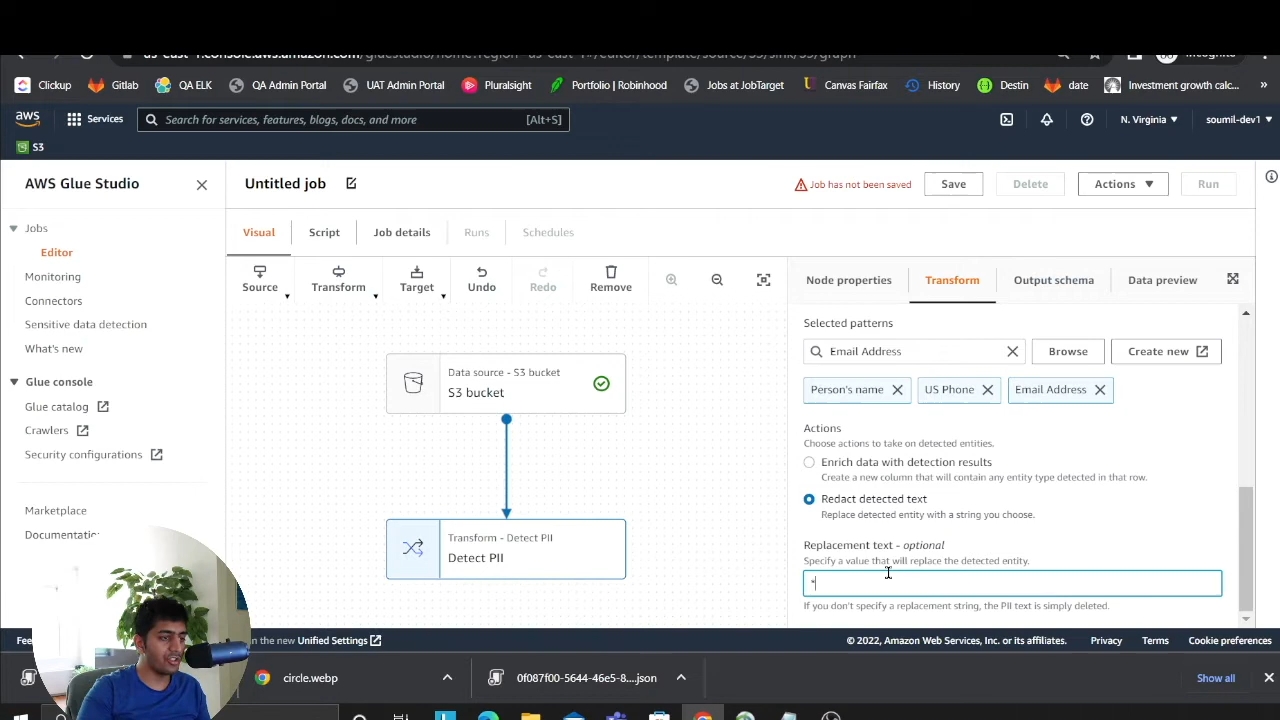 Clickup Gitlab QA ELK QA Admin Portal UAT Admin Portal Pluralsight Portfolio | Robinhood Jobs at JobTarget Canvas Fairfax History Destin date Investment growth calc... »
aws Services Search for services, features, blogs, docs, and more [Alt+S] N. Virginia ▼ soumil-dev1 ▼
S3
AWS Glue Studio
Jobs
Editor
Monitoring
Connectors
Sensitive data detection
What's new
Glue console
Glue catalog
Crawlers
Security configurations
Marketplace
Untitled job
Job has not been saved Save Delete Actions ▼ Run
Visual Script Job details Runs Schedules
Source Transform Target Undo Redo Remove
Data source - S3 bucket
S3 bucket
Transform - Detect PII
Detect PII
Node properties Transform Output schema Data preview
Selected patterns
Email Address Browse Create new
Person's name US Phone Email Address
Actions
Choose actions to take on detected entities.
Enrich data with detection results
Create a new column that will contain any entity type detected in that row.
Redact detected text
Replace detected entity with a string you choose.
Replacement text - optional
Specify a value that will replace the detected entity.
*
If you don't specify a replacement string, the PII text is simply deleted.
in the new Unified Settings
© 2022, Amazon Web Services, Inc. or its affiliates. Privacy Terms Cookie preferences
circle.webp 0f087f00-5644-46e5-8....json Show all